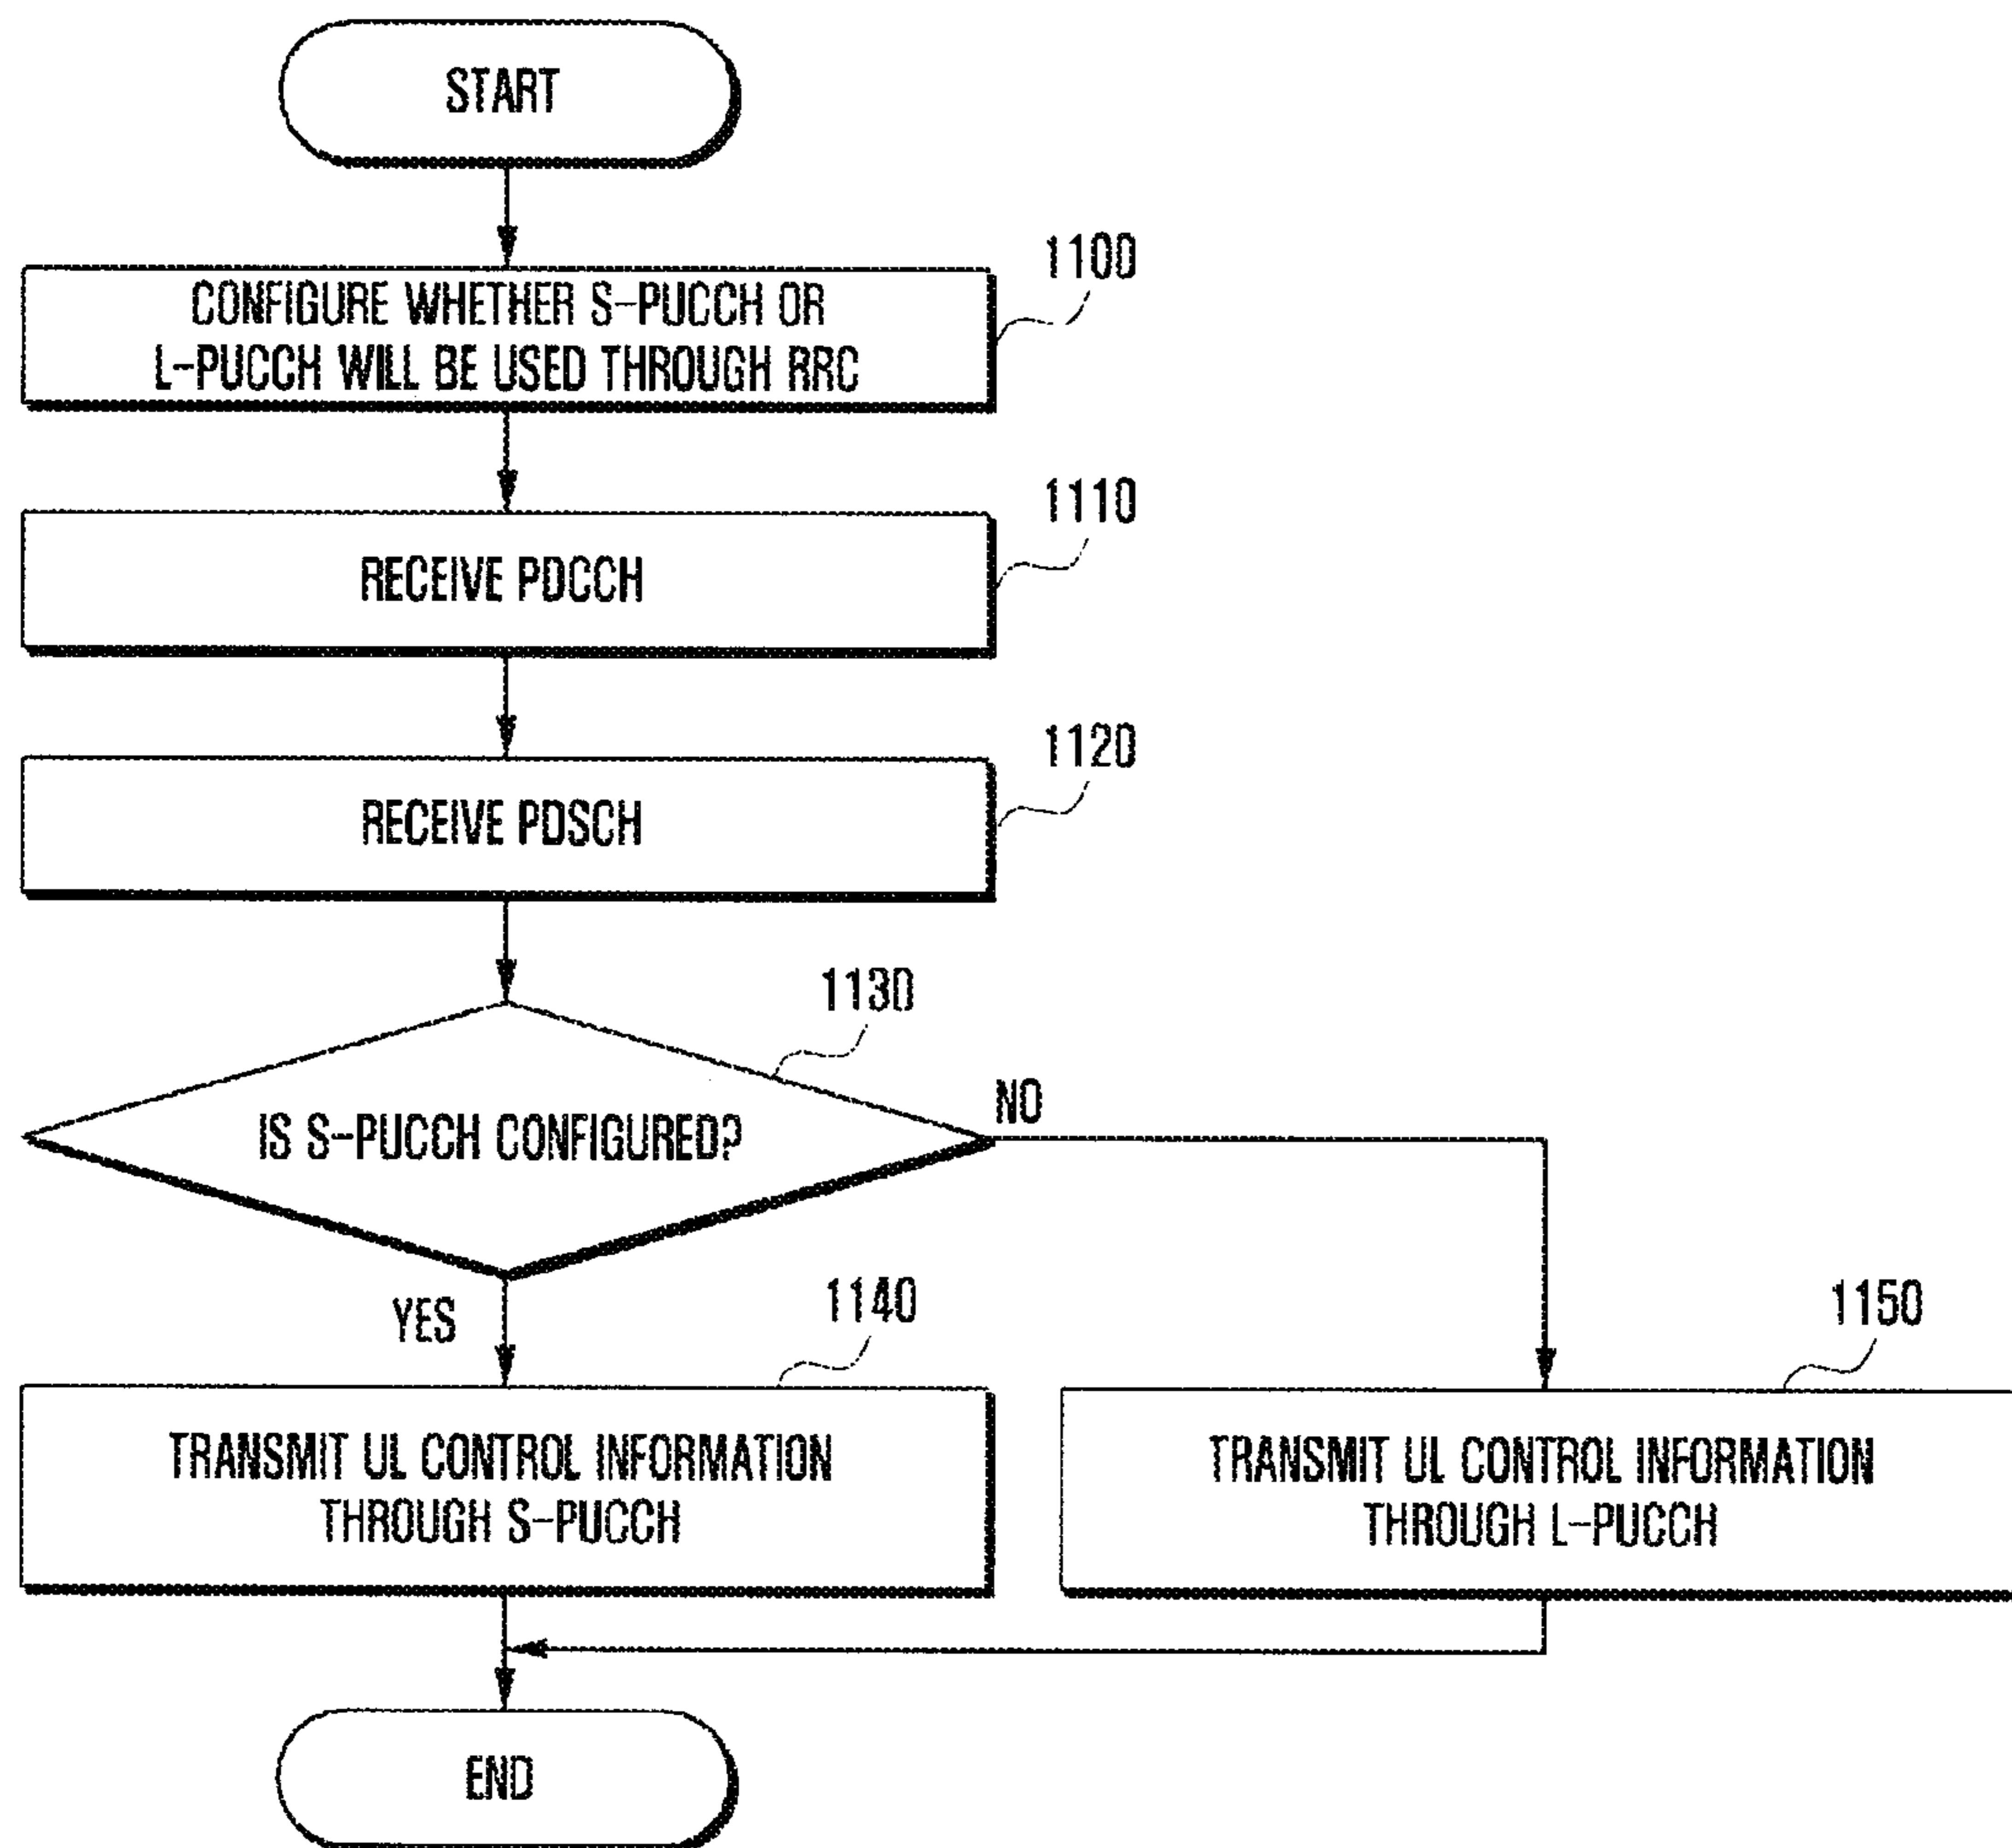 START
1100
CONFIGURE WHETHER S-PUCCH OR
L-PUCCH WILL BE USED THROUGH RRC
1110
RECEIVE PDCCH
1120
RECEIVE PDSCH
1130
IS S-PUCCH CONFIGURED?
NO
YES
1140
TRANSMIT UL CONTROL INFORMATION
THROUGH S-PUCCH
1150
TRANSMIT UL CONTROL INFORMATION
THROUGH L-PUCCH
END